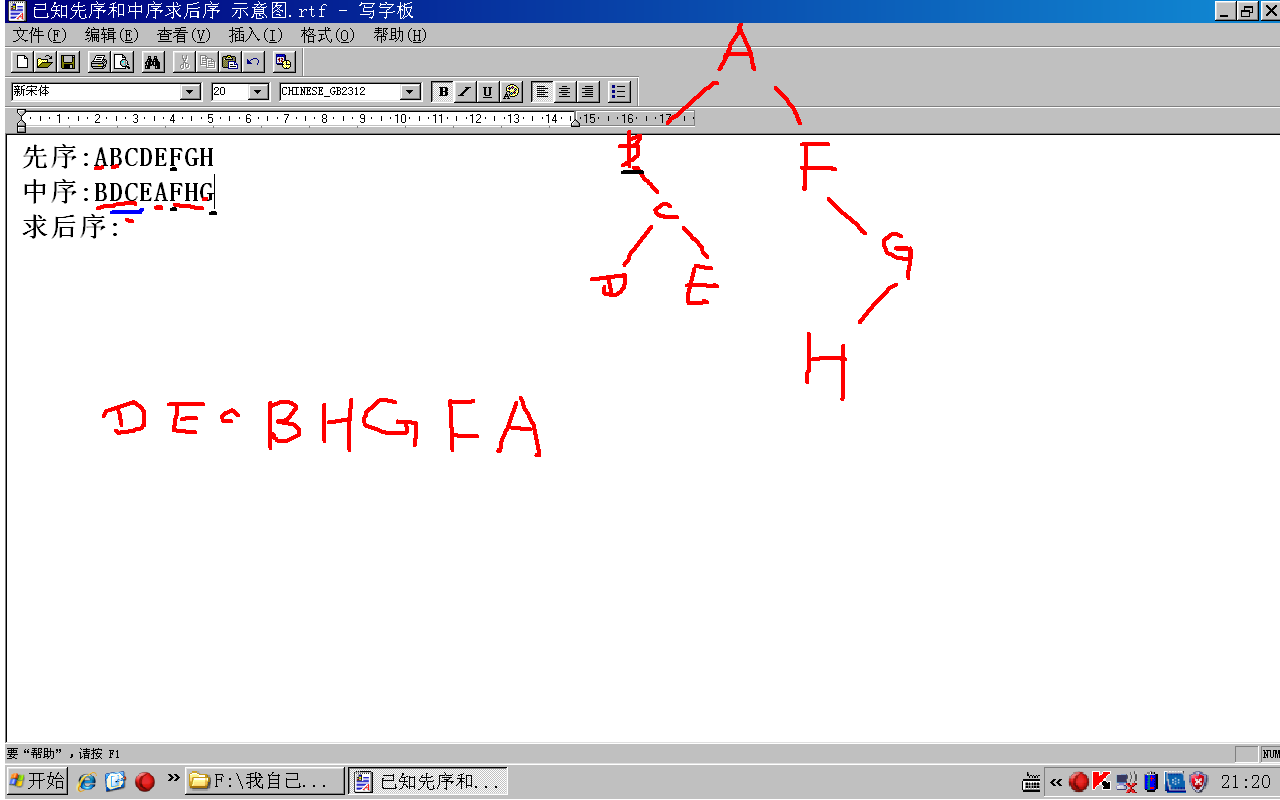 已知先序和中序求后序 示意图.rtf - 写字板
文件(F) 编辑(E) 查看(V) 插入(I) 格式(O) 帮助(H)
新宋体 20 CHINESE_GB2312 B I U
1 2 3 4 5 6 7 8 9 10 11 12 13 14 15 16 17
先序:ABCDEFGH
中序:BDCEAFHG
求后序:
A
B F
C G
D E
H
D E C B H G F A
要“帮助”,请按 F1
NUM
开始 » F:\我自己... 已知先序和... « 21:20